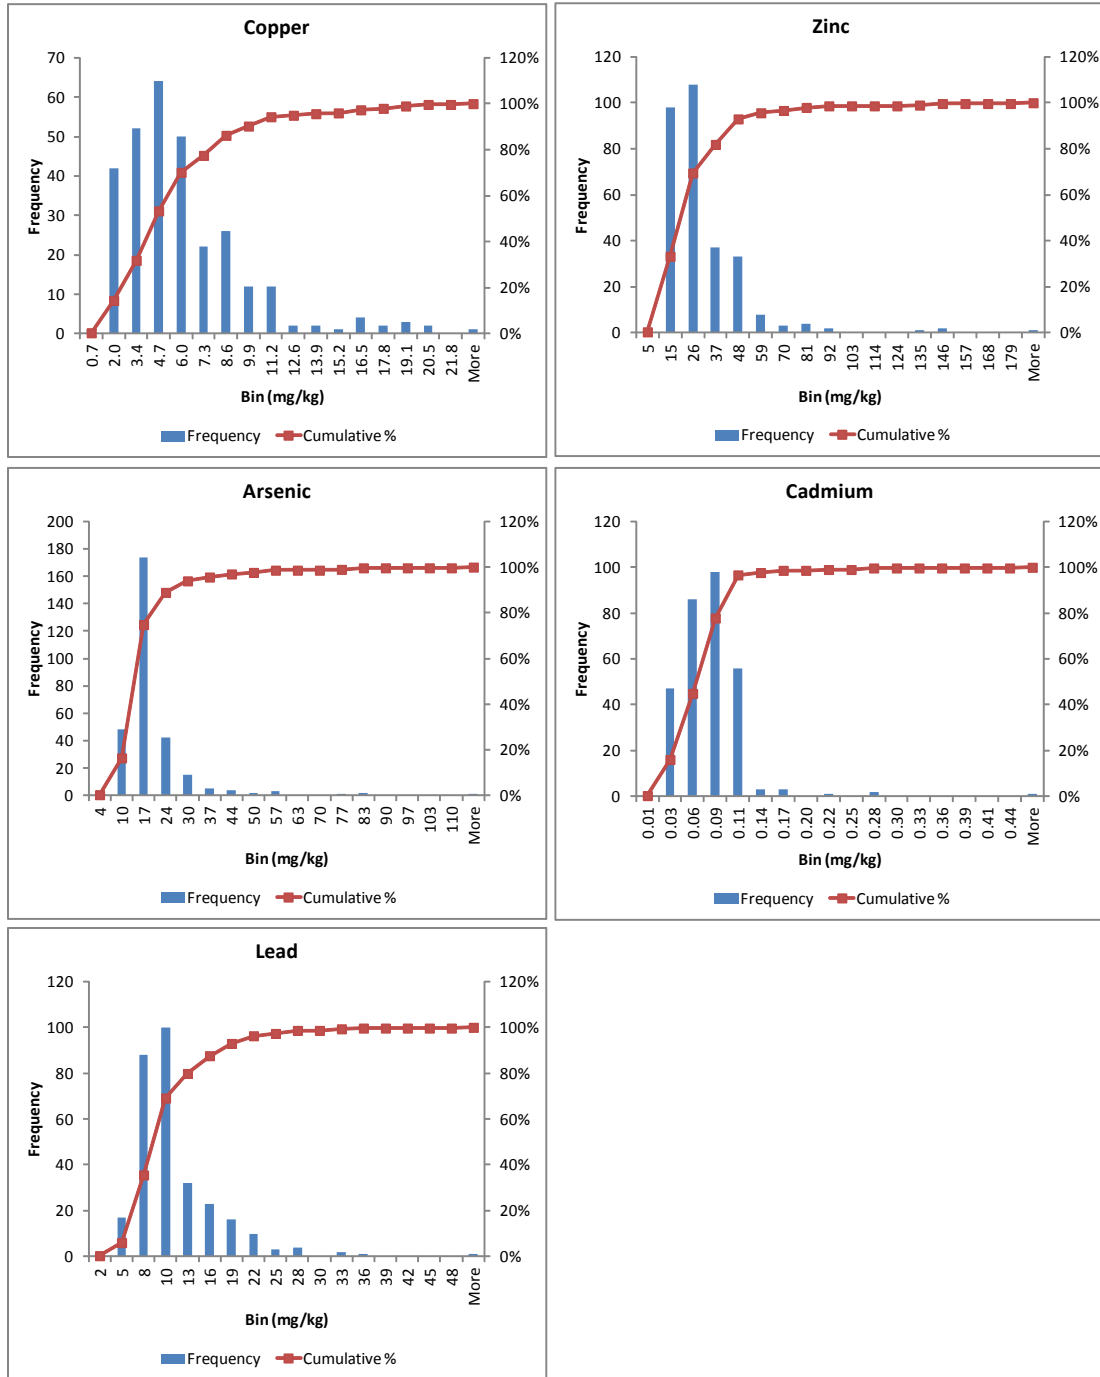 Copper
70 60 50 40 30 20 10 0
Frequency
120% 100% 80% 60% 40% 20% 0%
0.7 2.0 3.4 4.7 6.0 7.3 8.6 9.9 11.2 12.6 13.9 15.2 16.5 17.8 19.1 20.5 21.8 More
Bin (mg/kg)
Frequency Cumulative %
Zinc
120 100 80 60 40 20 0
Frequency
120% 100% 80% 60% 40% 20% 0%
5 15 26 37 48 59 70 81 92 103 114 124 135 146 157 168 179 More
Bin (mg/kg)
Frequency Cumulative %
Arsenic
200 180 160 140 120 100 80 60 40 20 0
Frequency
120% 100% 80% 60% 40% 20% 0%
4 10 17 24 30 37 44 50 57 63 70 77 83 90 97 103 110 More
Bin (mg/kg)
Frequency Cumulative %
Cadmium
120 100 80 60 40 20 0
Frequency
120% 100% 80% 60% 40% 20% 0%
0.01 0.03 0.06 0.09 0.11 0.14 0.17 0.20 0.22 0.25 0.28 0.30 0.33 0.36 0.39 0.41 0.44 More
Bin (mg/kg)
Frequency Cumulative %
Lead
120 100 80 60 40 20 0
Frequency
120% 100% 80% 60% 40% 20% 0%
2 5 8 10 13 16 19 22 25 28 30 33 36 39 42 45 48 More
Bin (mg/kg)
Frequency Cumulative %